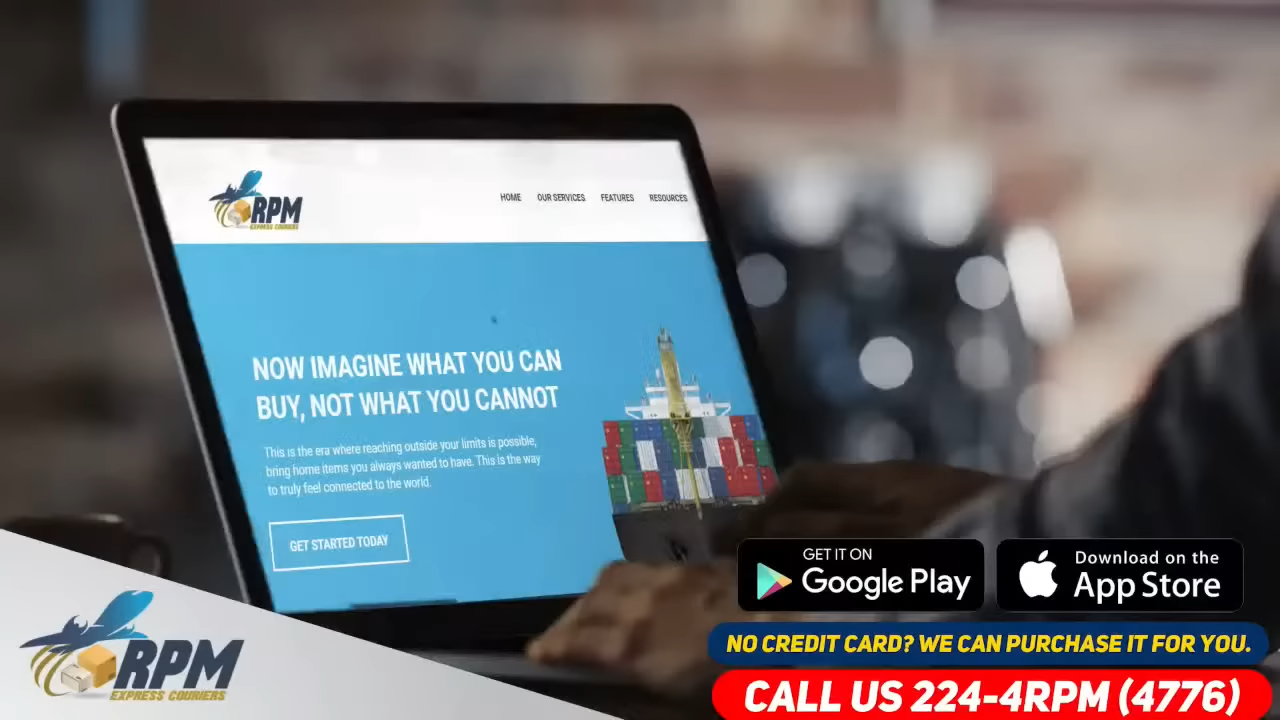 RPM
EXPRESS COURIERS
HOME OUR SERVICES FEATURES RESOURCES
NOW IMAGINE WHAT YOU CAN
BUY, NOT WHAT YOU CANNOT
This is the era where reaching outside your limits is possible,
bring home items you always wanted to have. This is the way
to truly feel connected to the world.
GET STARTED TODAY
GET IT ON
Google Play
Download on the
App Store
NO CREDIT CARD? WE CAN PURCHASE IT FOR YOU.
CALL US 224-4RPM (4776)
RPM
EXPRESS COURIERS